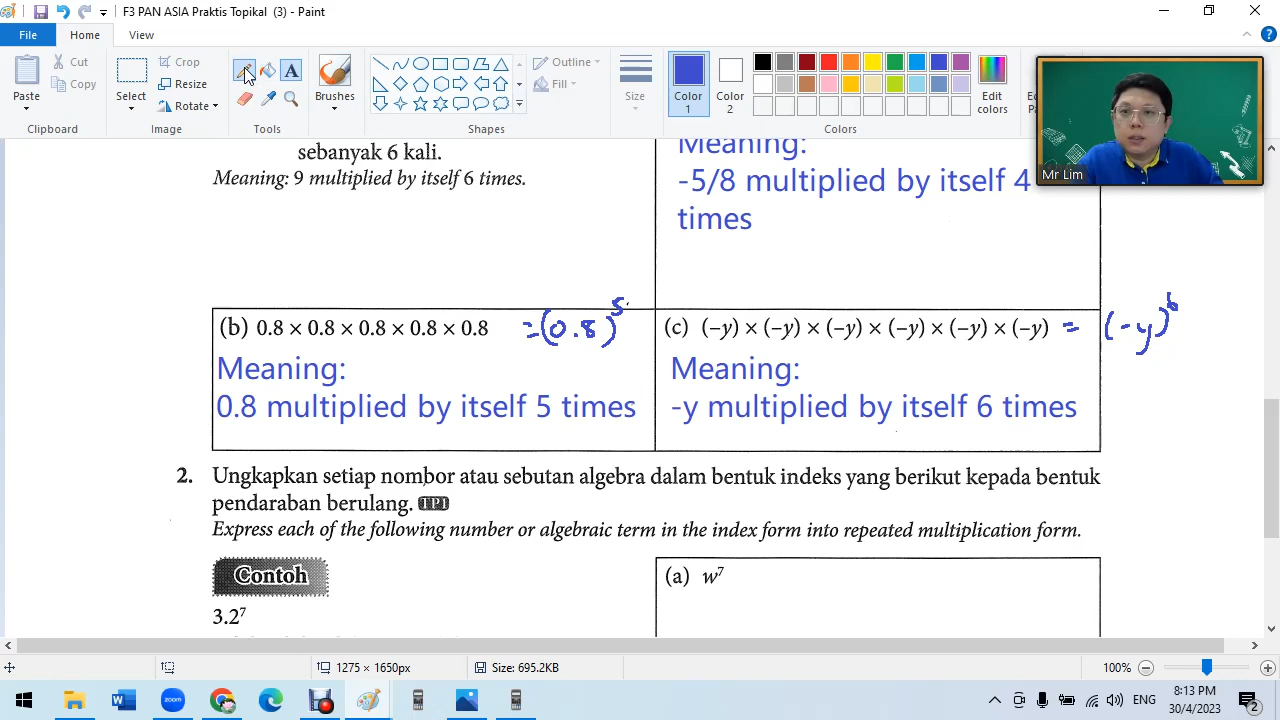 F3 PAN ASIA Praktis Topikal (3) - Paint
File Home View
Paste
Cut
Copy
Clipboard
Select
Crop
Resize
Rotate
Image
A
Tools
Brushes
Outline
Fill
Shapes
Size
Color 1
Color 2
Edit colors
Colors
Mr Lim
sebanyak 6 kali.
Meaning: 9 multiplied by itself 6 times.
Meaning:
-5/8 multiplied by itself 4
times
(b) 0.8 × 0.8 × 0.8 × 0.8 × 0.8 =(0.8)⁵
Meaning:
0.8 multiplied by itself 5 times
(c) (−y) × (−y) × (−y) × (−y) × (−y) × (−y) = (-y)⁶
Meaning:
-y multiplied by itself 6 times
2. Ungkapkan setiap nombor atau sebutan algebra dalam bentuk indeks yang berikut kepada bentuk
pendaraban berulang. TP1
Express each of the following number or algebraic term in the index form into repeated multiplication form.
Contoh
3.2⁷
(a) w⁷
1275 × 1650px
Size: 695.2KB
100%
zoom
ENG
8:13 PM
30/4/2023
2